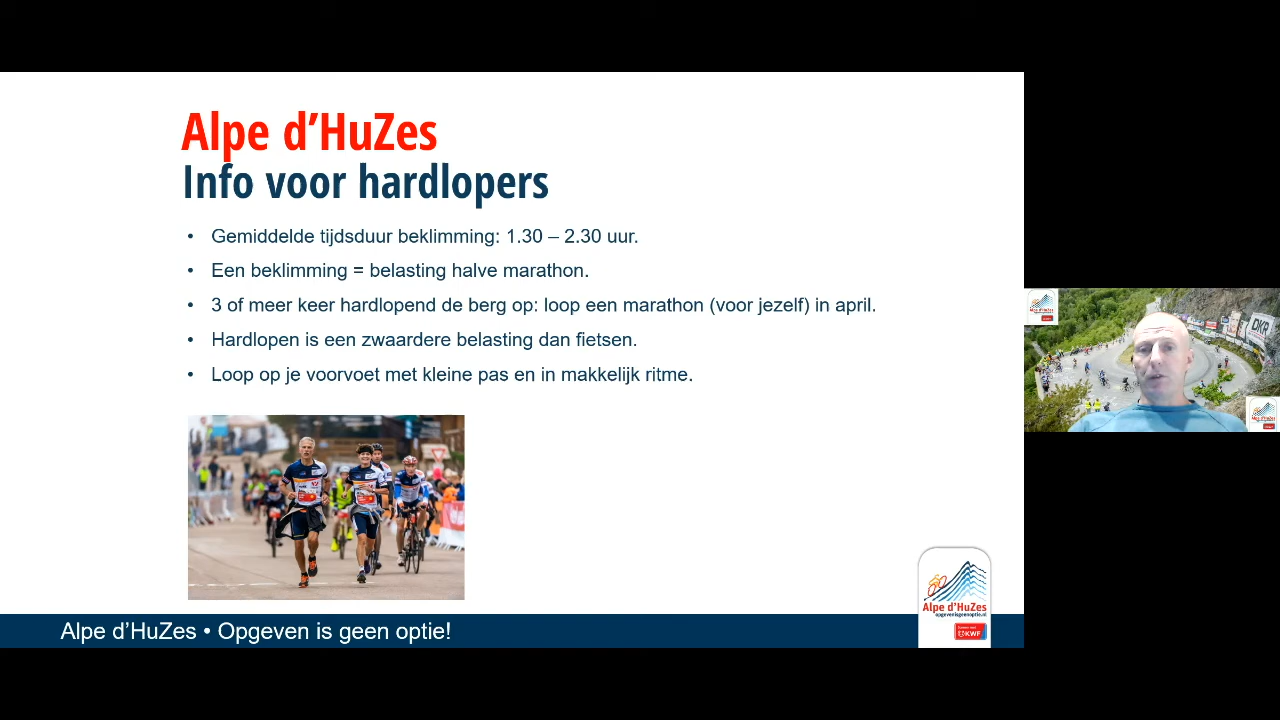 Alpe d’HuZes
Info voor hardlopers
• Gemiddelde tijdsduur beklimming: 1.30 – 2.30 uur.
• Een beklimming = belasting halve marathon.
• 3 of meer keer hardlopend de berg op: loop een marathon (voor jezelf) in april.
• Hardlopen is een zwaardere belasting dan fietsen.
• Loop op je voorvoet met kleine pas en in makkelijk ritme.
DKR
Alpe d’HuZes
opgevenisgeenoptie.nl
KWF
Alpe d’HuZes • Opgeven is geen optie!